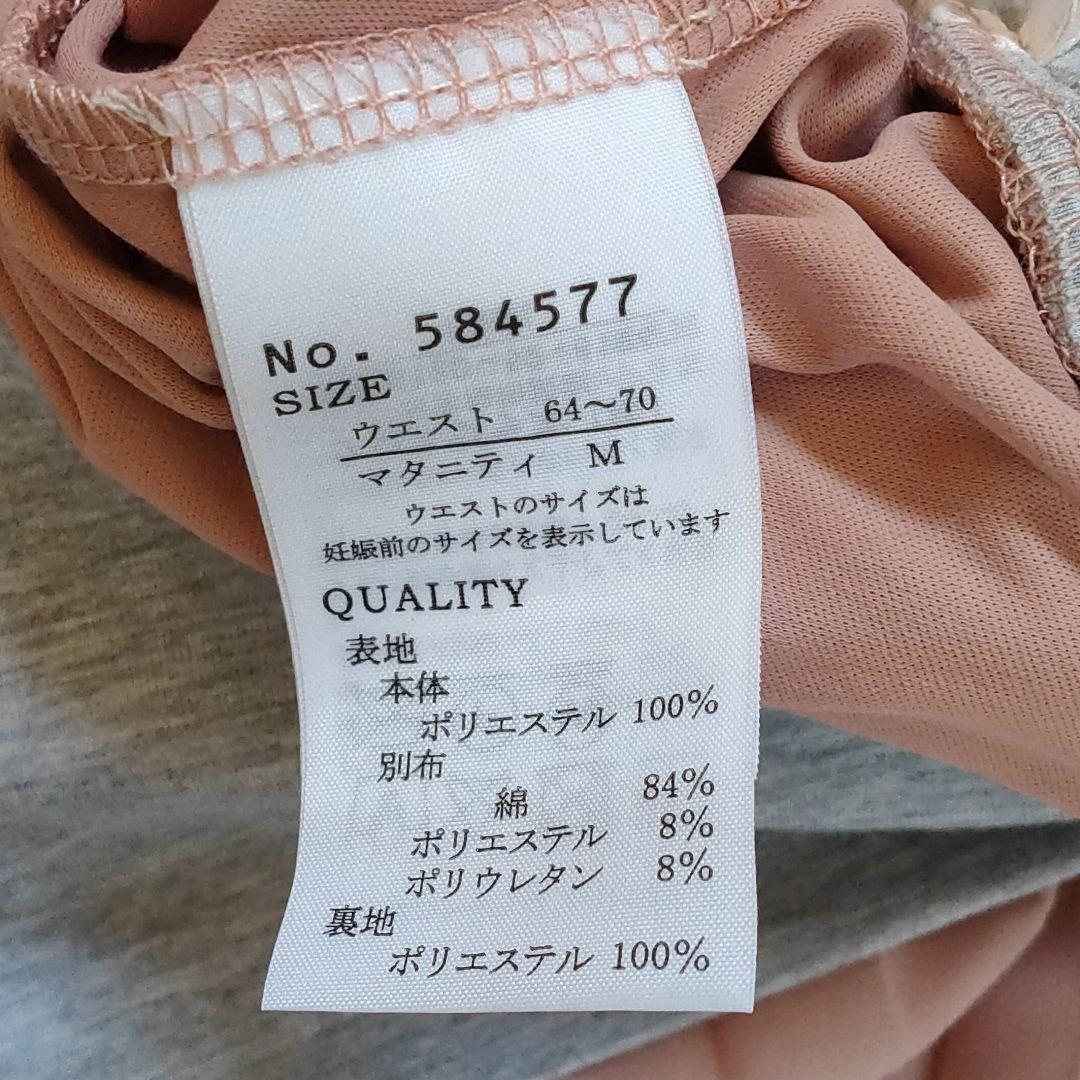 No. 584577
SIZE
ウエスト 64〜70
マタニティ M
ウエストのサイズは
妊娠前のサイズを表示しています
QUALITY
表地
本体
ポリエステル 100%
別布
綿 84%
ポリエステル 8%
ポリウレタン 8%
裏地
ポリエステル 100%